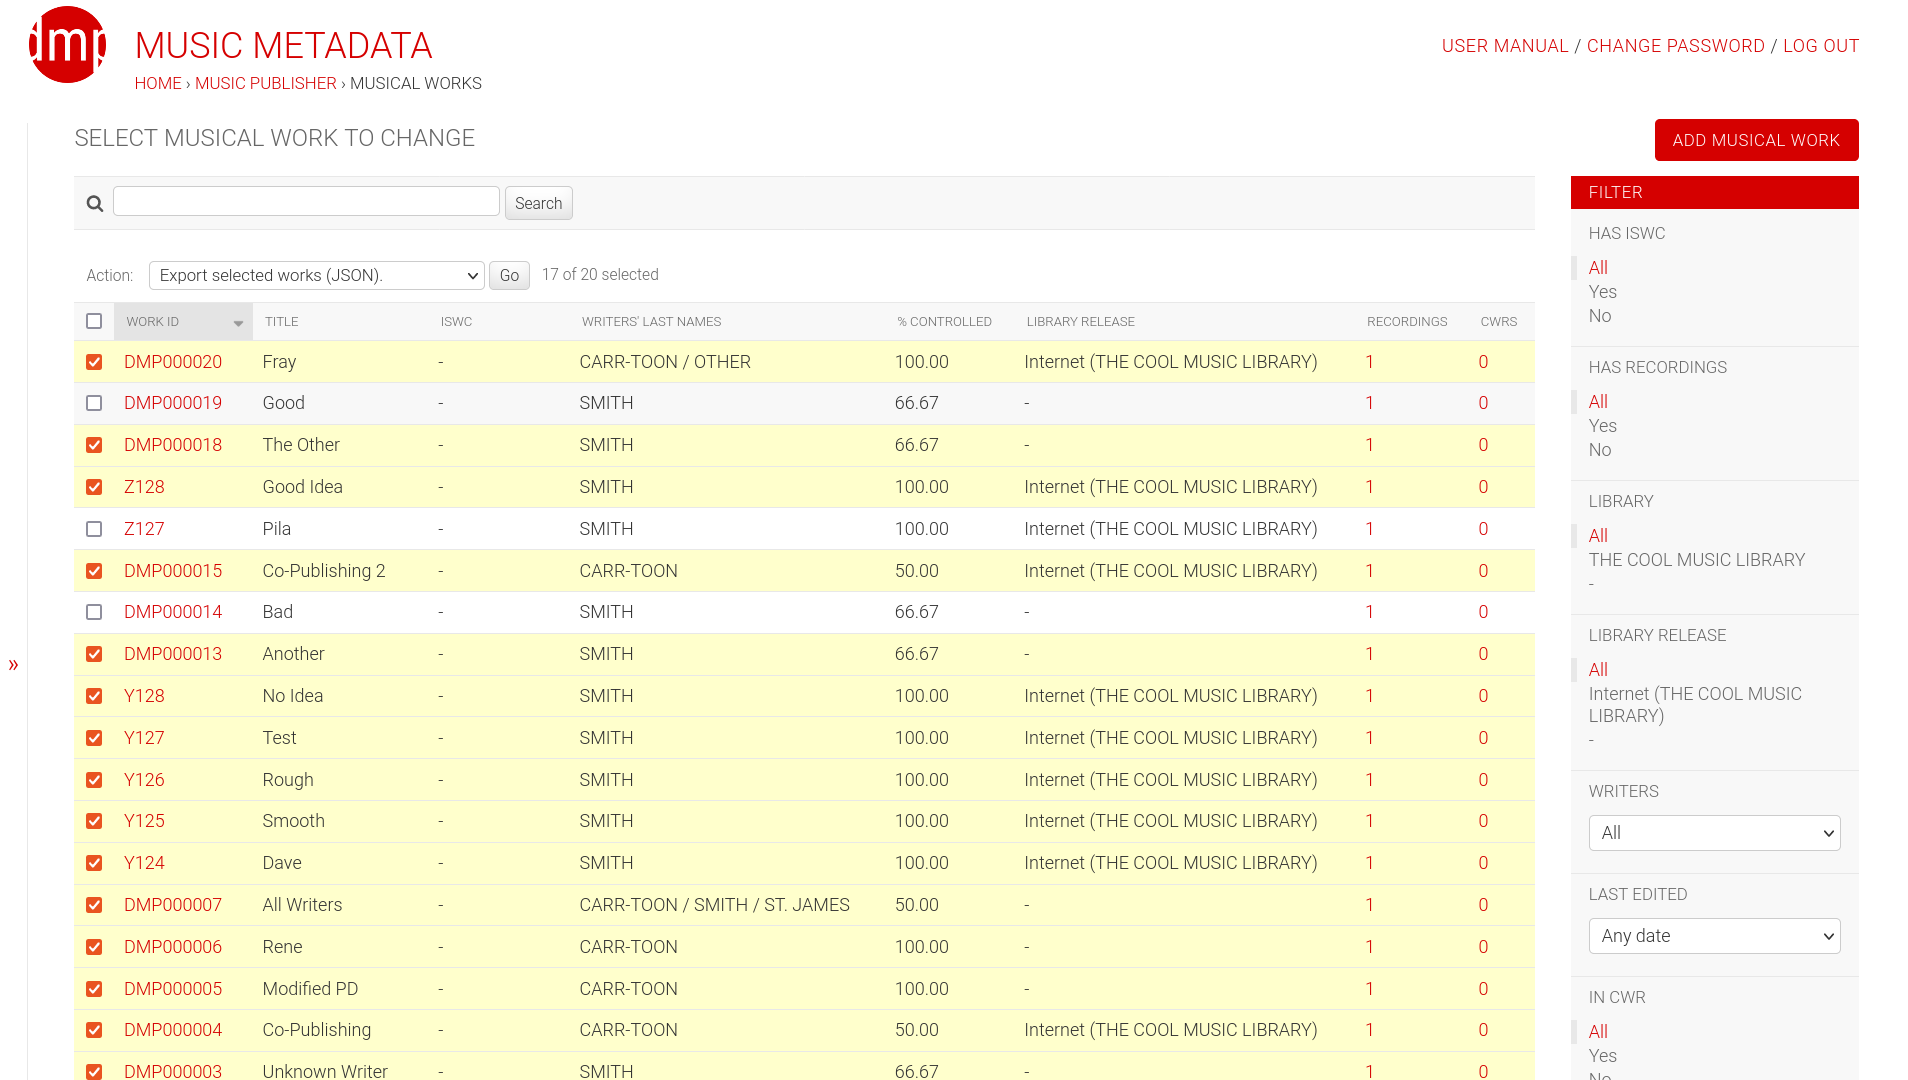 dmp
MUSIC METADATA
HOME › MUSIC PUBLISHER › MUSICAL WORKS
USER MANUAL / CHANGE PASSWORD / LOG OUT
SELECT MUSICAL WORK TO CHANGE
ADD MUSICAL WORK
Search
Action: Export selected works (JSON). Go 17 of 20 selected
WORK ID TITLE ISWC WRITERS' LAST NAMES % CONTROLLED LIBRARY RELEASE RECORDINGS CWRS
DMP000020 Fray - CARR-TOON / OTHER 100.00 Internet (THE COOL MUSIC LIBRARY) 1 0
DMP000019 Good - SMITH 66.67 - 1 0
DMP000018 The Other - SMITH 66.67 - 1 0
Z128 Good Idea - SMITH 100.00 Internet (THE COOL MUSIC LIBRARY) 1 0
Z127 Pila - SMITH 100.00 Internet (THE COOL MUSIC LIBRARY) 1 0
DMP000015 Co-Publishing 2 - CARR-TOON 50.00 Internet (THE COOL MUSIC LIBRARY) 1 0
DMP000014 Bad - SMITH 66.67 - 1 0
DMP000013 Another - SMITH 66.67 - 1 0
Y128 No Idea - SMITH 100.00 Internet (THE COOL MUSIC LIBRARY) 1 0
Y127 Test - SMITH 100.00 Internet (THE COOL MUSIC LIBRARY) 1 0
Y126 Rough - SMITH 100.00 Internet (THE COOL MUSIC LIBRARY) 1 0
Y125 Smooth - SMITH 100.00 Internet (THE COOL MUSIC LIBRARY) 1 0
Y124 Dave - SMITH 100.00 Internet (THE COOL MUSIC LIBRARY) 1 0
DMP000007 All Writers - CARR-TOON / SMITH / ST. JAMES 50.00 - 1 0
DMP000006 Rene - CARR-TOON 100.00 - 1 0
DMP000005 Modified PD - CARR-TOON 100.00 - 1 0
DMP000004 Co-Publishing - CARR-TOON 50.00 Internet (THE COOL MUSIC LIBRARY) 1 0
DMP000003 Unknown Writer - SMITH 66.67 - 1 0
»
FILTER
HAS ISWC
All
Yes
No
HAS RECORDINGS
All
Yes
No
LIBRARY
All
THE COOL MUSIC LIBRARY
-
LIBRARY RELEASE
All
Internet (THE COOL MUSIC
LIBRARY)
-
WRITERS
All
LAST EDITED
Any date
IN CWR
All
Yes
No